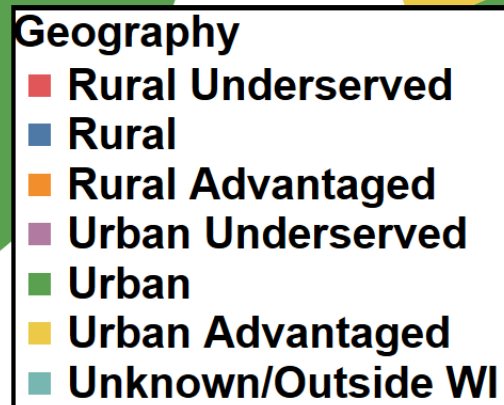 Geography
Rural Underserved
Rural
Rural Advantaged
Urban Underserved
Urban
Urban Advantaged
Unknown/Outside WI